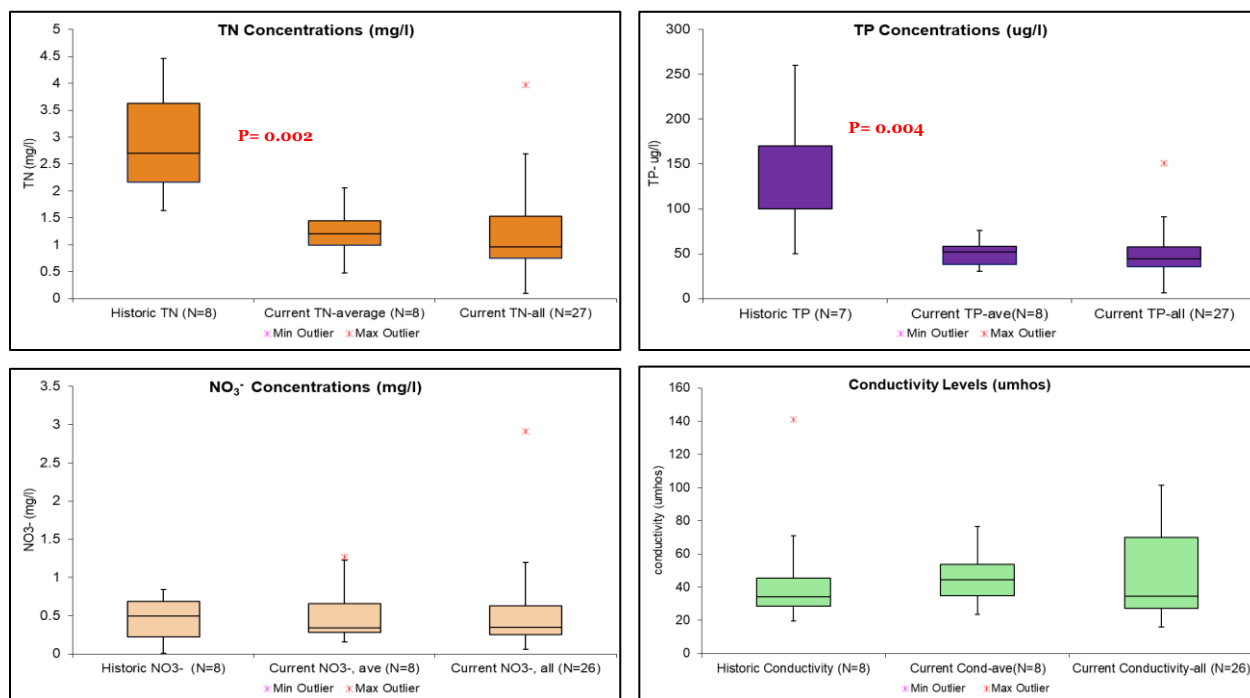 TN Concentrations (mg/l)
5
4.5
4
3.5
3
2.5
2
1.5
1
0.5
0
TN (mg/l)
P= 0.002
Historic TN (N=8) Current TN-average (N=8) Current TN-all (N=27)
Min Outlier Max Outlier
TP Concentrations (ug/l)
300
250
200
150
100
50
0
TP- ug/l)
P= 0.004
Historic TP (N=7) Current TP-ave(N=8) Current TP-all (N=27)
Min Outlier Max Outlier
NO₃⁻ Concentrations (mg/l)
3.5
3
2.5
2
1.5
1
0.5
0
NO3- (mg/l)
Historic NO3- (N=8) Current NO3-, ave (N=8) Current NO3-, all (N=26)
Min Outlier Max Outlier
Conductivity Levels (umhos)
160
140
120
100
80
60
40
20
0
conductivity (umhos)
Historic Conductivity (N=8) Current Cond-ave(N=8) Current Conductivity-all (N=26)
Min Outlier Max Outlier